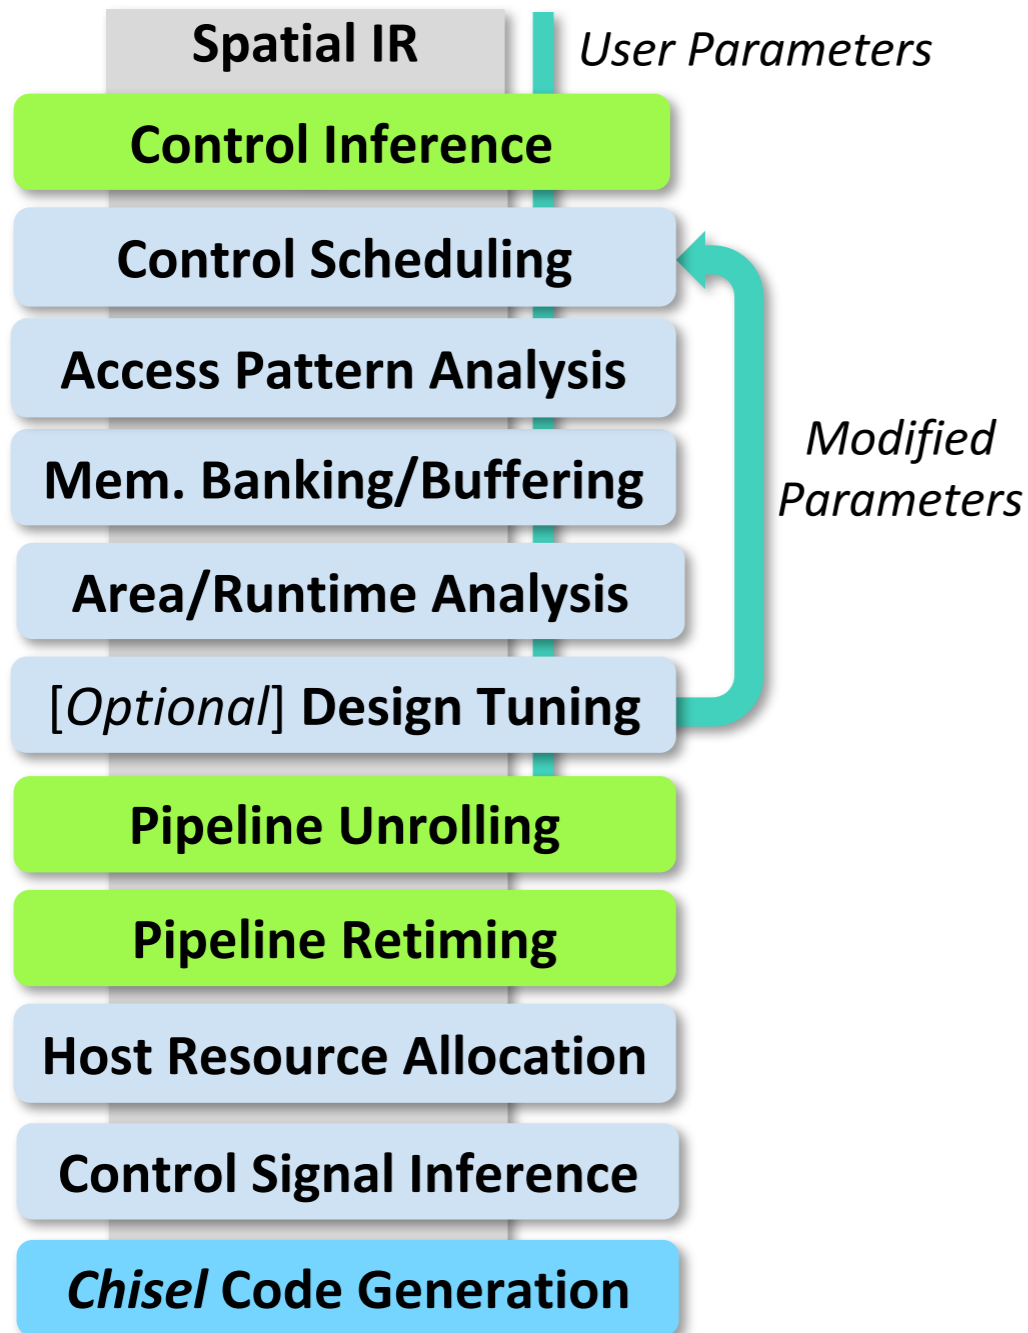 Spatial IR
User Parameters
Control Inference
Control Scheduling
Access Pattern Analysis
Modified
Parameters
Mem. Banking/Buffering
Area/Runtime Analysis
[Optional] Design Tuning
Pipeline Unrolling
Pipeline Retiming
Host Resource Allocation
Control Signal Inference
Chisel Code Generation